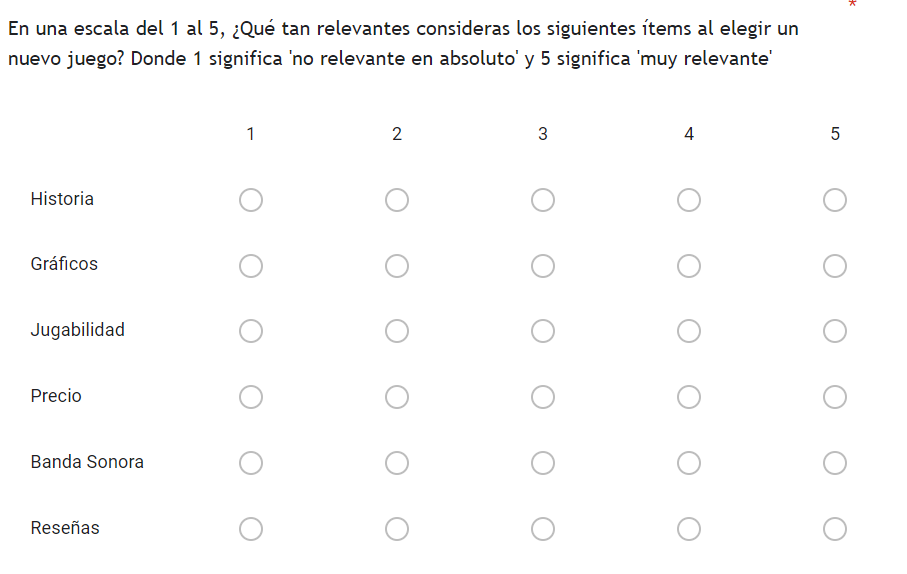 *
En una escala del 1 al 5, ¿Qué tan relevantes consideras los siguientes ítems al elegir un
nuevo juego? Donde 1 significa 'no relevante en absoluto' y 5 significa 'muy relevante'
1 2 3 4 5
Historia
Gráficos
Jugabilidad
Precio
Banda Sonora
Reseñas